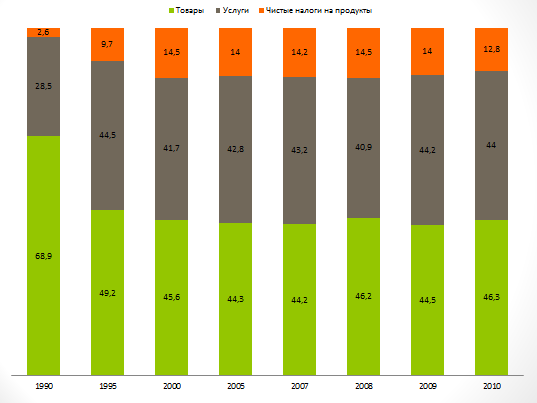 Товары Услуги Чистые налоги на продукты
2,6 9,7 14,5 14 14,2 14,5 14 12,8
28,5 44,5 41,7 42,8 43,2 40,9 44,2 44
68,9 49,2 45,6 44,3 44,2 46,2 44,5 46,3
1990 1995 2000 2005 2007 2008 2009 2010